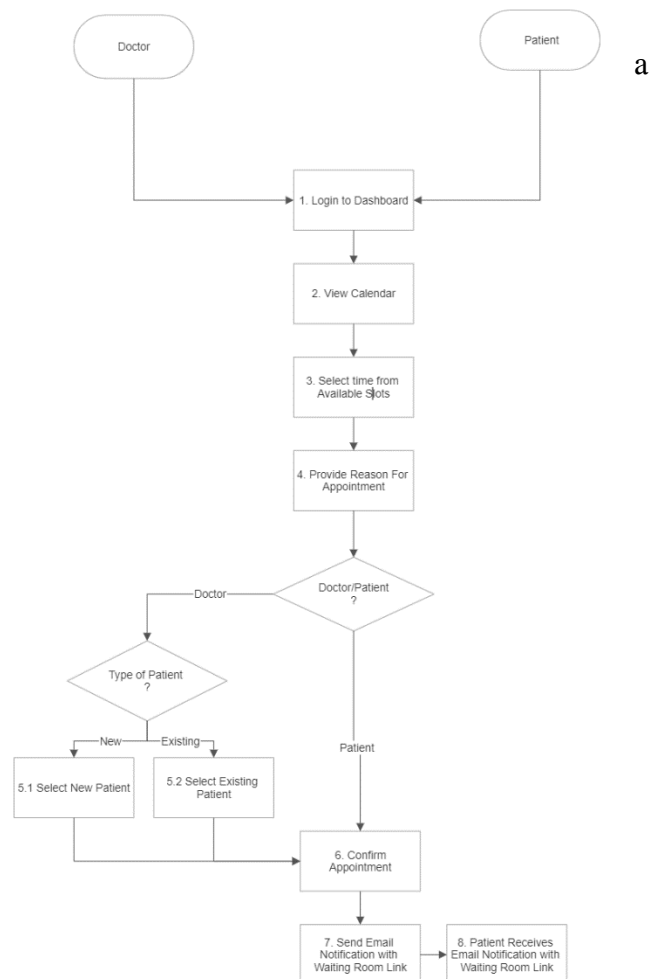 Doctor
Patient
a
1. Login to Dashboard
2. View Calendar
3. Select time from
Available Slots
4. Provide Reason For
Appointment
Doctor/Patient
?
Doctor
Type of Patient
?
New
Existing
Patient
5.1 Select New Patient
5.2 Select Existing
Patient
6. Confirm
Appointment
7. Send Email
Notification with
Waiting Room Link
8. Patient Receives
Email Notification with
Waiting Room Link